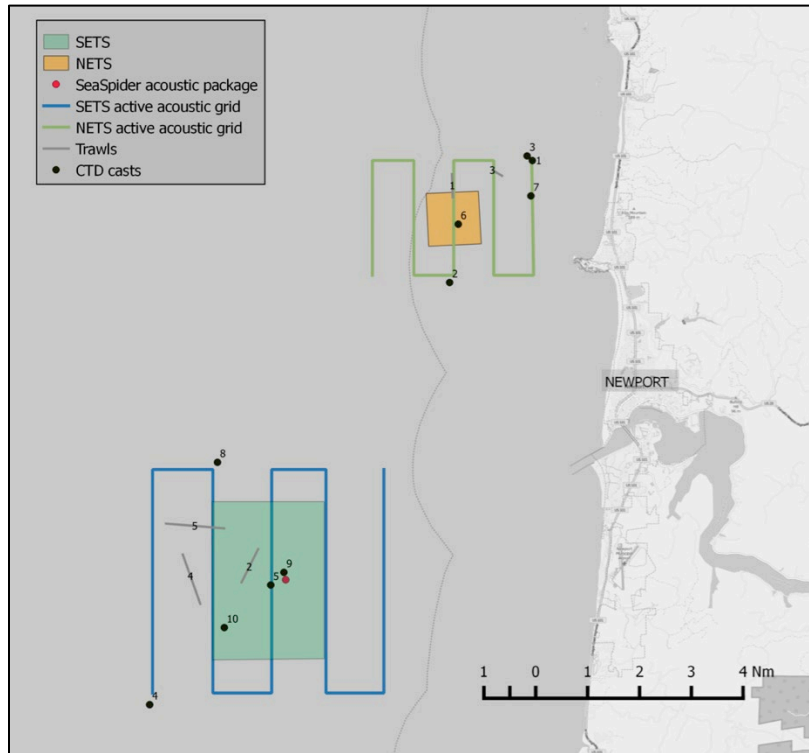 SETS
NETS
SeaSpider acoustic package
SETS active acoustic grid
NETS active acoustic grid
Trawls
CTD casts
3
1
3
1
7
6
2
NEWPORT
8
5
9
2
4
5
10
4
1 0 1 2 3 4 Nm